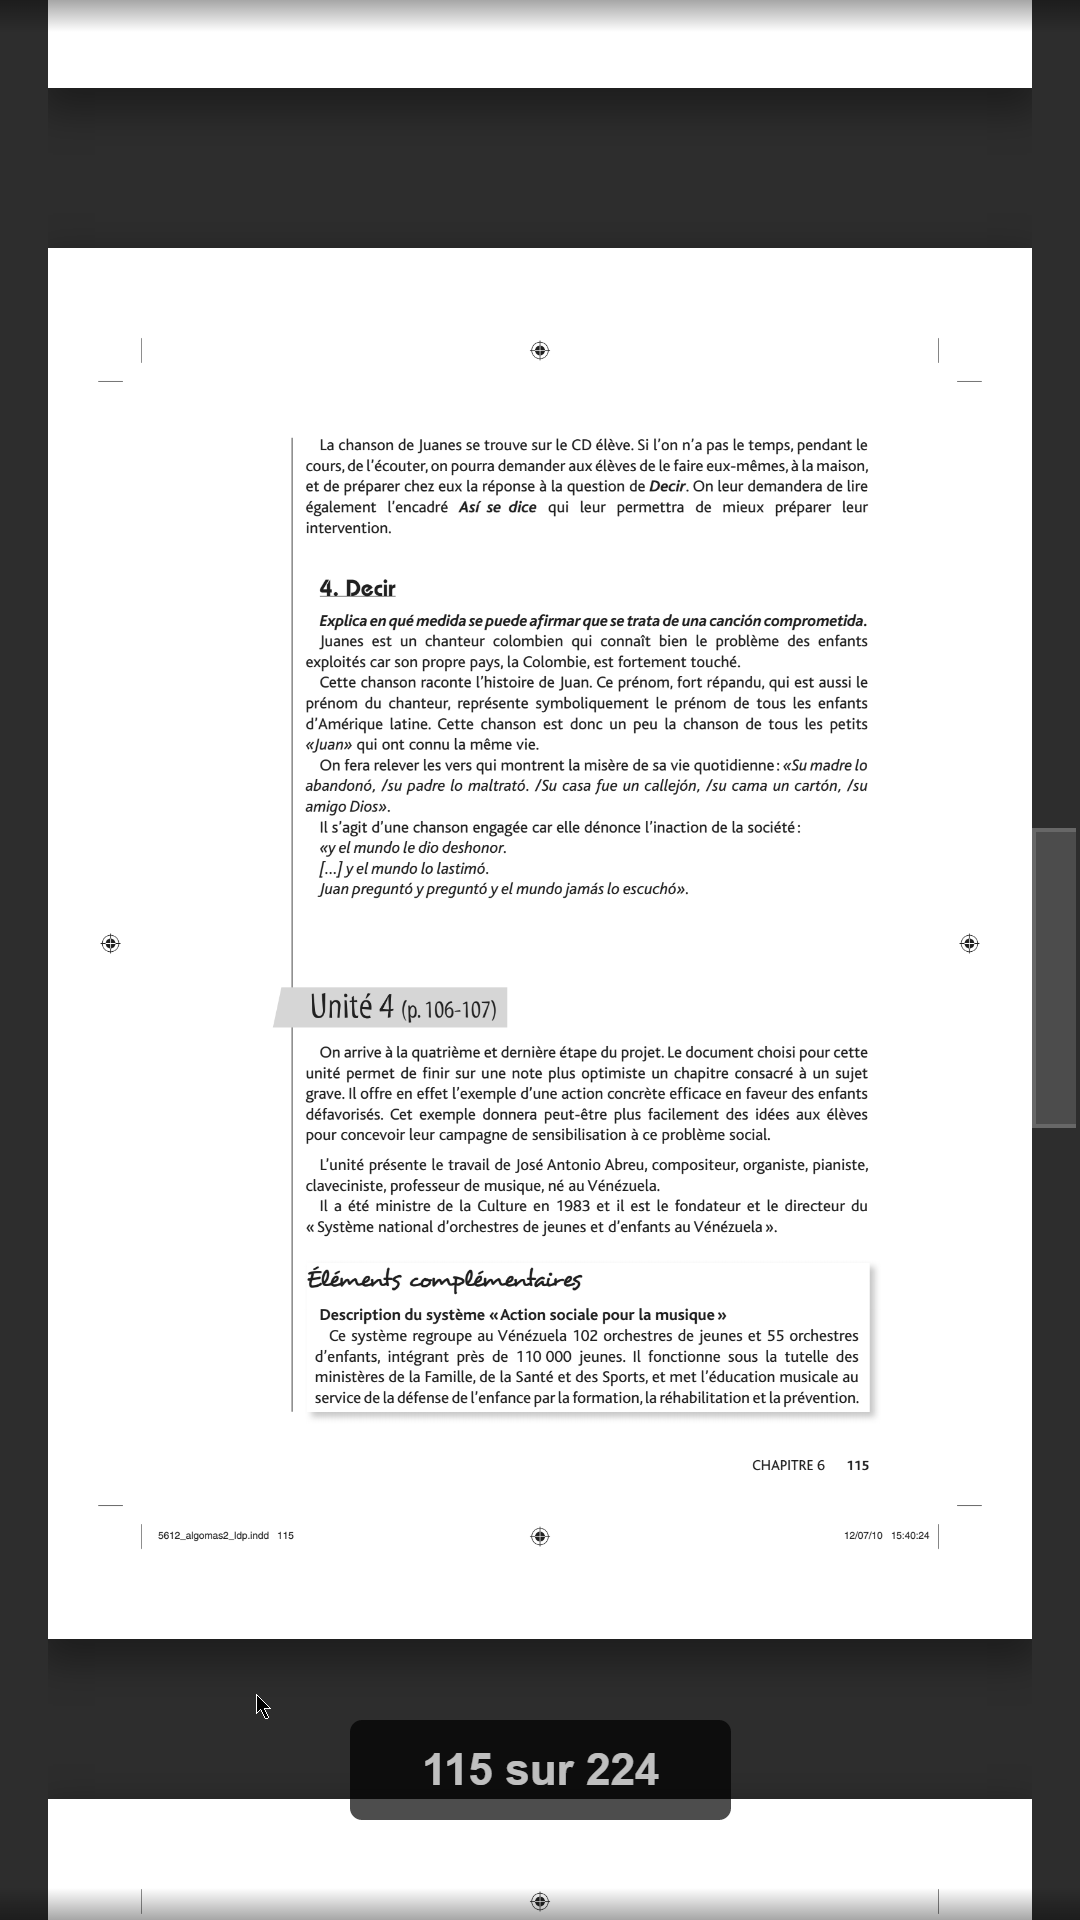 La chanson de Juanes se trouve sur le CD élève. Si l’on n’a pas le temps, pendant le
cours, de l’écouter, on pourra demander aux élèves de le faire eux-mêmes, à la maison,
et de préparer chez eux la réponse à la question de Decir. On leur demandera de lire
également l’encadré Así se dice qui leur permettra de mieux préparer leur
intervention.
4. Decir
Explica en qué medida se puede afirmar que se trata de una canción comprometida.
Juanes est un chanteur colombien qui connaît bien le problème des enfants
exploités car son propre pays, la Colombie, est fortement touché.
Cette chanson raconte l’histoire de Juan. Ce prénom, fort répandu, qui est aussi le
prénom du chanteur, représente symboliquement le prénom de tous les enfants
d’Amérique latine. Cette chanson est donc un peu la chanson de tous les petits
«Juan» qui ont connu la même vie.
On fera relever les vers qui montrent la misère de sa vie quotidienne : «Su madre lo
abandonó, /su padre lo maltrató. /Su casa fue un callejón, /su cama un cartón, /su
amigo Dios».
Il s’agit d’une chanson engagée car elle dénonce l’inaction de la société :
«y el mundo le dio deshonor.
[...] y el mundo lo lastimó.
Juan preguntó y preguntó y el mundo jamás lo escuchó».
Unité 4 (p. 106-107)
On arrive à la quatrième et dernière étape du projet. Le document choisi pour cette
unité permet de finir sur une note plus optimiste un chapitre consacré à un sujet
grave. Il offre en effet l’exemple d’une action concrète efficace en faveur des enfants
défavorisés. Cet exemple donnera peut-être plus facilement des idées aux élèves
pour concevoir leur campagne de sensibilisation à ce problème social.
L’unité présente le travail de José Antonio Abreu, compositeur, organiste, pianiste,
claveciniste, professeur de musique, né au Vénézuela.
Il a été ministre de la Culture en 1983 et il est le fondateur et le directeur du
« Système national d’orchestres de jeunes et d’enfants au Vénézuela ».
Éléments complémentaires
Description du système « Action sociale pour la musique »
Ce système regroupe au Vénézuela 102 orchestres de jeunes et 55 orchestres
d’enfants, intégrant près de 110 000 jeunes. Il fonctionne sous la tutelle des
ministères de la Famille, de la Santé et des Sports, et met l’éducation musicale au
service de la défense de l’enfance par la formation, la réhabilitation et la prévention.
CHAPITRE 6 115
5612_algomas2_ldp.indd 115 12/07/10 15:40:24
115 sur 224